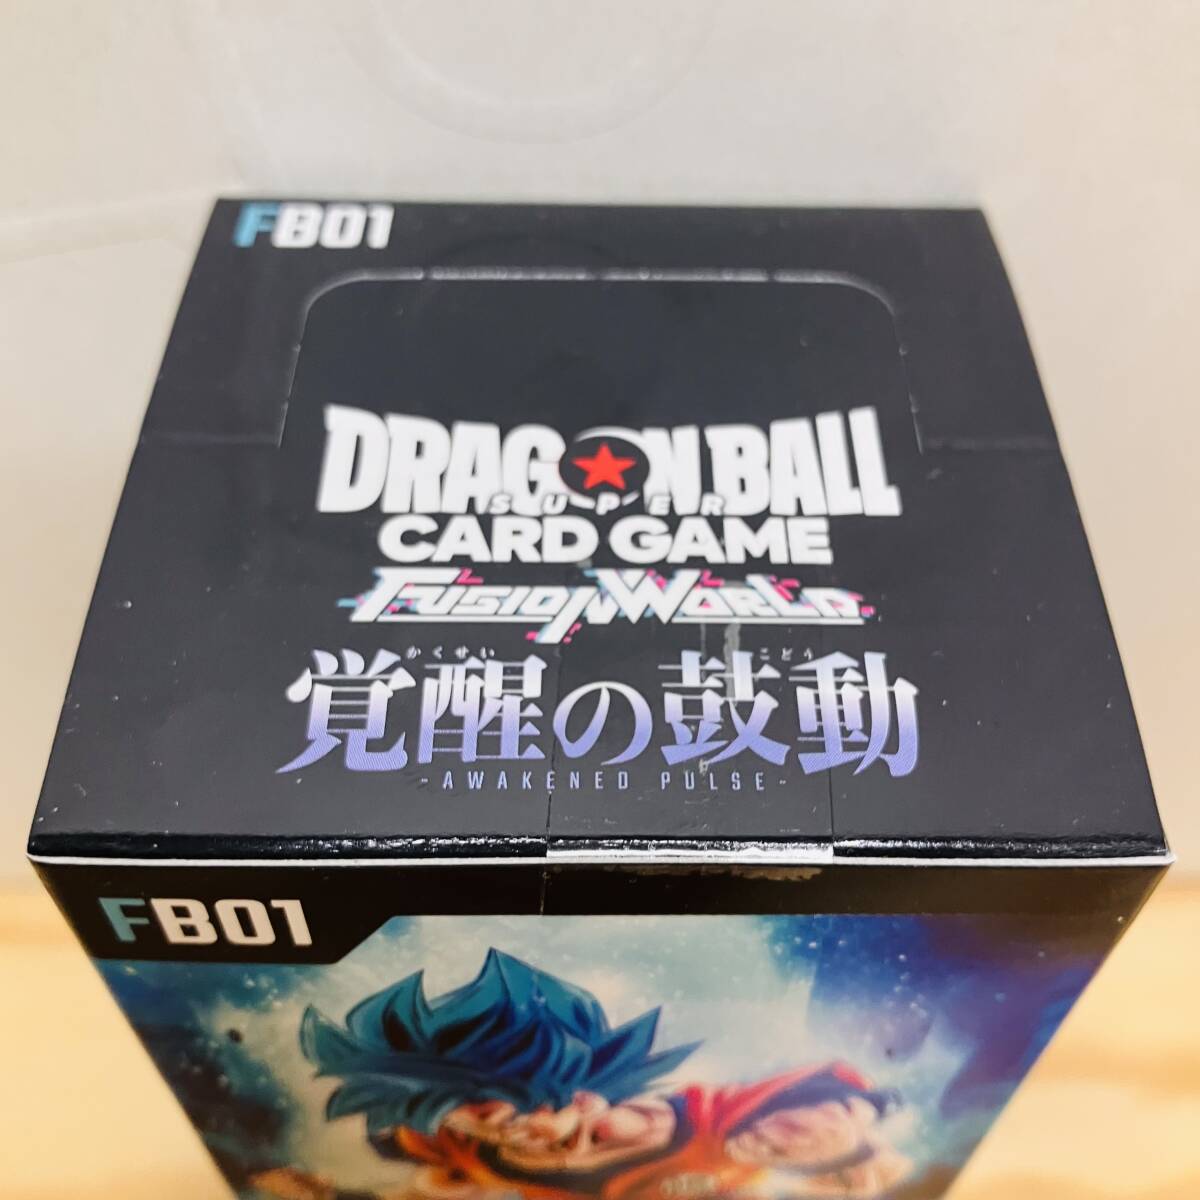 FB01
DRAGON BALL
SUPER
CARD GAME
FUSION WORLD
かくせい こどう
覚醒の鼓動
-AWAKENED PULSE-
FB01